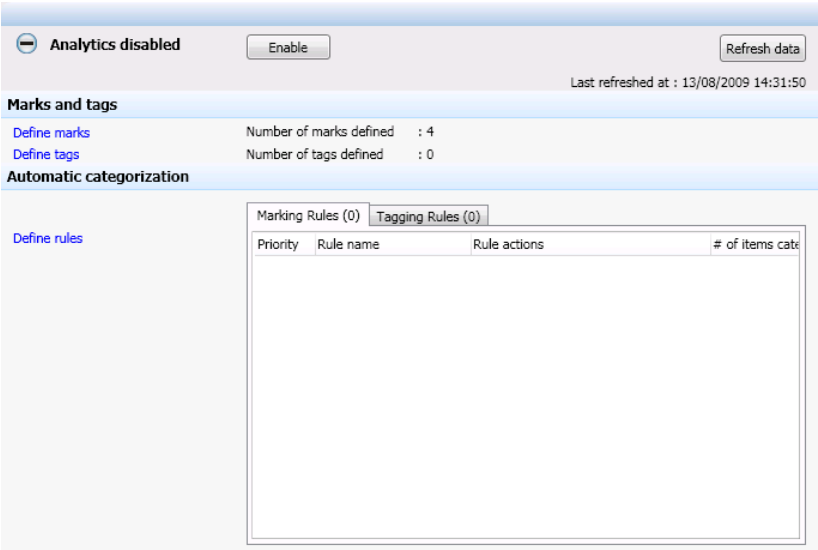 Analytics disabled Enable Refresh data
Last refreshed at : 13/08/2009 14:31:50
Marks and tags
Define marks Number of marks defined : 4
Define tags Number of tags defined : 0
Automatic categorization
Marking Rules (0) Tagging Rules (0)
Define rules
Priority Rule name Rule actions # of items cate